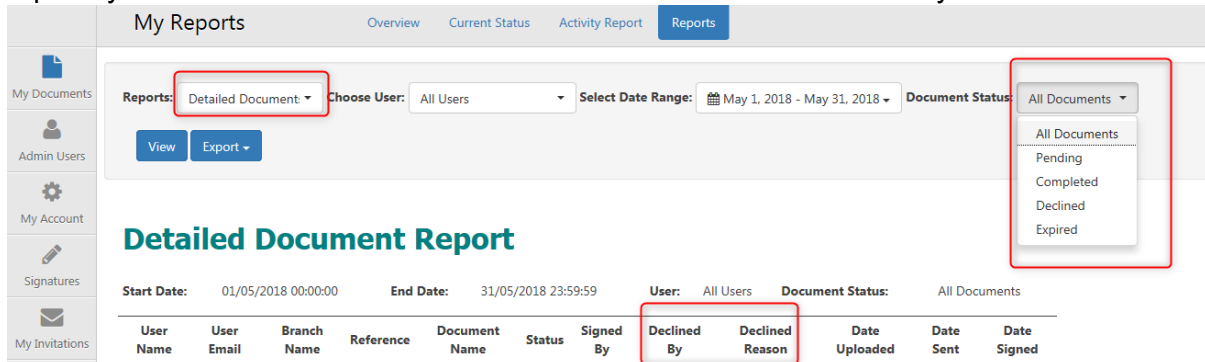 My Reports Overview Current Status Activity Report Reports
My Documents
Admin Users
My Account
Signatures
My Invitations
Reports: Detailed Document: Choose User: All Users Select Date Range: May 1, 2018 - May 31, 2018 Document Status: All Documents
View Export
All Documents
Pending
Completed
Declined
Expired
Detailed Document Report
Start Date: 01/05/2018 00:00:00 End Date: 31/05/2018 23:59:59 User: All Users Document Status: All Documents
User Name User Email Branch Name Reference Document Name Status Signed By Declined By Declined Reason Date Uploaded Date Sent Date Signed